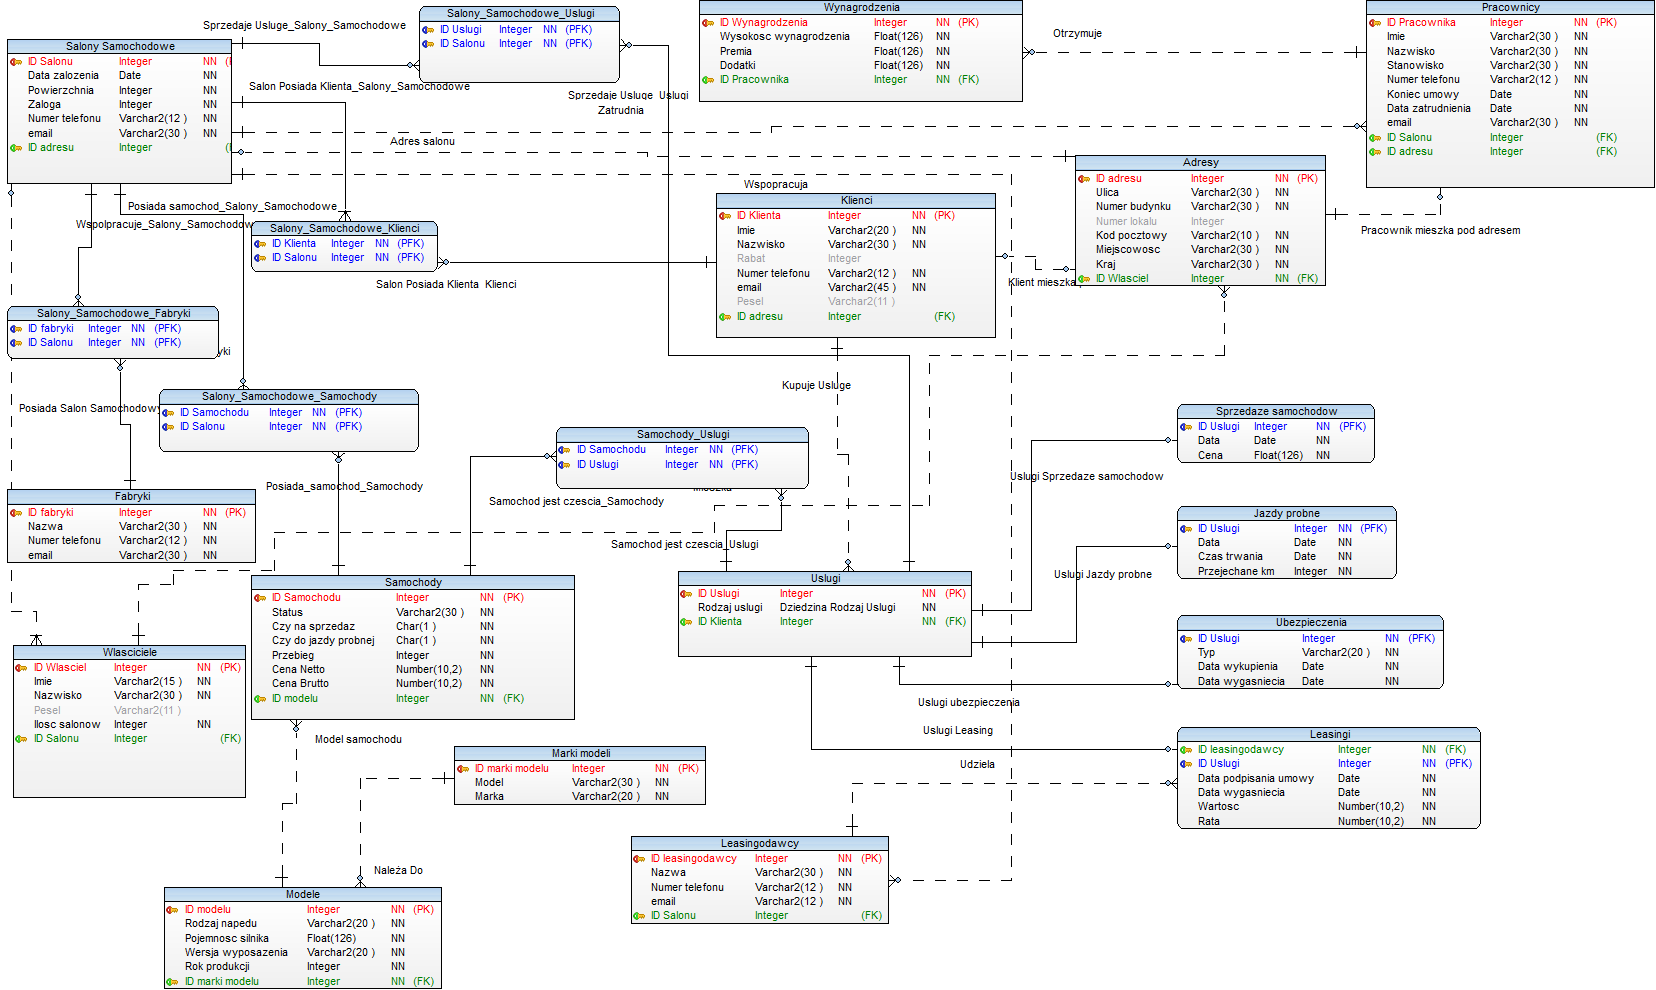 Salony_Samochodowe_Uslugi
ID Uslugi Integer NN (PFK)
ID Salonu Integer NN (PFK)
Wynagrodzenia
ID Wynagrodzenia Integer NN (PK)
Wysokosc wynagrodzenia Float(126) NN
Premia Float(126) NN
Dodatki Float(126) NN
ID Pracownika Integer NN (FK)
Pracownicy
ID Pracownika Integer NN (PK)
Imie Varchar2(30 ) NN
Nazwisko Varchar2(30 ) NN
Stanowisko Varchar2(30 ) NN
Numer telefonu Varchar2(12 ) NN
Koniec umowy Date NN
Data zatrudnienia Date NN
email Varchar2(30 ) NN
ID Salonu Integer (FK)
ID adresu Integer (FK)
Sprzedaje Usluge_Salony_Samochodowe
Otrzymuje
Salony Samochodowe
ID Salonu Integer NN (
Data zalozenia Date NN
Powierzchnia Integer NN
Zaloga Integer NN
Numer telefonu Varchar2(12 ) NN
email Varchar2(30 ) NN
ID adresu Integer (
Salon Posiada Klienta_Salony_Samochodowe
Sprzedaje Usluge_Uslugi
Zatrudnia
Adres salonu
Adresy
ID adresu Integer NN (PK)
Ulica Varchar2(30 ) NN
Numer budynku Varchar2(30 ) NN
Numer lokalu Integer
Kod pocztowy Varchar2(10 ) NN
Miejscowosc Varchar2(30 ) NN
Kraj Varchar2(30 ) NN
ID Wlasciel Integer NN (FK)
Wspopracuja
Klienci
ID Klienta Integer NN (PK)
Imie Varchar2(20 ) NN
Nazwisko Varchar2(30 ) NN
Rabat Integer
Numer telefonu Varchar2(12 ) NN
email Varchar2(45 ) NN
Pesel Varchar2(11 )
ID adresu Integer (FK)
Posiada samochod_Salony_Samochodowe
Wspolpracuje_Salony_Samochodow
Salony_Samochodowe_Klienci
ID Klienta Integer NN (PFK)
ID Salonu Integer NN (PFK)
Pracownik mieszka pod adresem
Salon Posiada Klienta_Klienci
Klient mieszka
Salony_Samochodowe_Fabryki
ID fabryki Integer NN (PFK)
ID Salonu Integer NN (PFK)
yki
Kupuje Usluge
Salony_Samochodowe_Samochody
ID Samochodu Integer NN (PFK)
ID Salonu Integer NN (PFK)
Posiada Salon Samochodowy
Sprzedaze samochodow
ID Uslugi Integer NN (PFK)
Data Date NN
Cena Float(126) NN
Samochody_Uslugi
ID Samochodu Integer NN (PFK)
ID Uslugi Integer NN (PFK)
Uslugi Sprzedaze samochodow
Posiada_samochod_Samochody
mieszka
Samochod jest czescia_Samochody
Fabryki
ID fabryki Integer NN (PK)
Nazwa Varchar2(30 ) NN
Numer telefonu Varchar2(12 ) NN
email Varchar2(30 ) NN
Jazdy probne
ID Uslugi Integer NN (PFK)
Data Date NN
Czas trwania Date NN
Przejechane km Integer NN
Samochod jest czescia_Uslugi
Uslugi Jazdy probne
Samochody
ID Samochodu Integer NN (PK)
Status Varchar2(30 ) NN
Czy na sprzedaz Char(1 ) NN
Czy do jazdy probnej Char(1 ) NN
Przebieg Integer NN
Cena Netto Number(10,2) NN
Cena Brutto Number(10,2) NN
ID modelu Integer NN (FK)
Uslugi
ID Uslugi Integer NN (PK)
Rodzaj uslugi Dziedzina Rodzaj Uslugi NN
ID Klienta Integer NN (FK)
Ubezpieczenia
ID Uslugi Integer NN (PFK)
Typ Varchar2(20 ) NN
Data wykupienia Date NN
Data wygasniecia Date NN
Wlasciciele
ID Wlasciel Integer NN (PK)
Imie Varchar2(15 ) NN
Nazwisko Varchar2(30 ) NN
Pesel Varchar2(11 )
Ilosc salonow Integer NN
ID Salonu Integer (FK)
Uslugi ubezpieczenia
Uslugi Leasing
Model samochodu
Leasingi
ID leasingodawcy Integer NN (FK)
ID Uslugi Integer NN (PFK)
Data podpisania umowy Date NN
Data wygasniecia Date NN
Wartosc Number(10,2) NN
Rata Number(10,2) NN
Marki modeli
ID marki modelu Integer NN (PK)
Model Varchar2(30 ) NN
Marka Varchar2(20 ) NN
Udziela
Leasingodawcy
ID leasingodawcy Integer NN (PK)
Nazwa Varchar2(30 ) NN
Numer telefonu Varchar2(12 ) NN
email Varchar2(12 ) NN
ID Salonu Integer (FK)
Należa Do
Modele
ID modelu Integer NN (PK)
Rodzaj napedu Varchar2(20 ) NN
Pojemnosc silnika Float(126) NN
Wersja wyposazenia Varchar2(20 ) NN
Rok produkcji Integer NN
ID marki modelu Integer NN (FK)